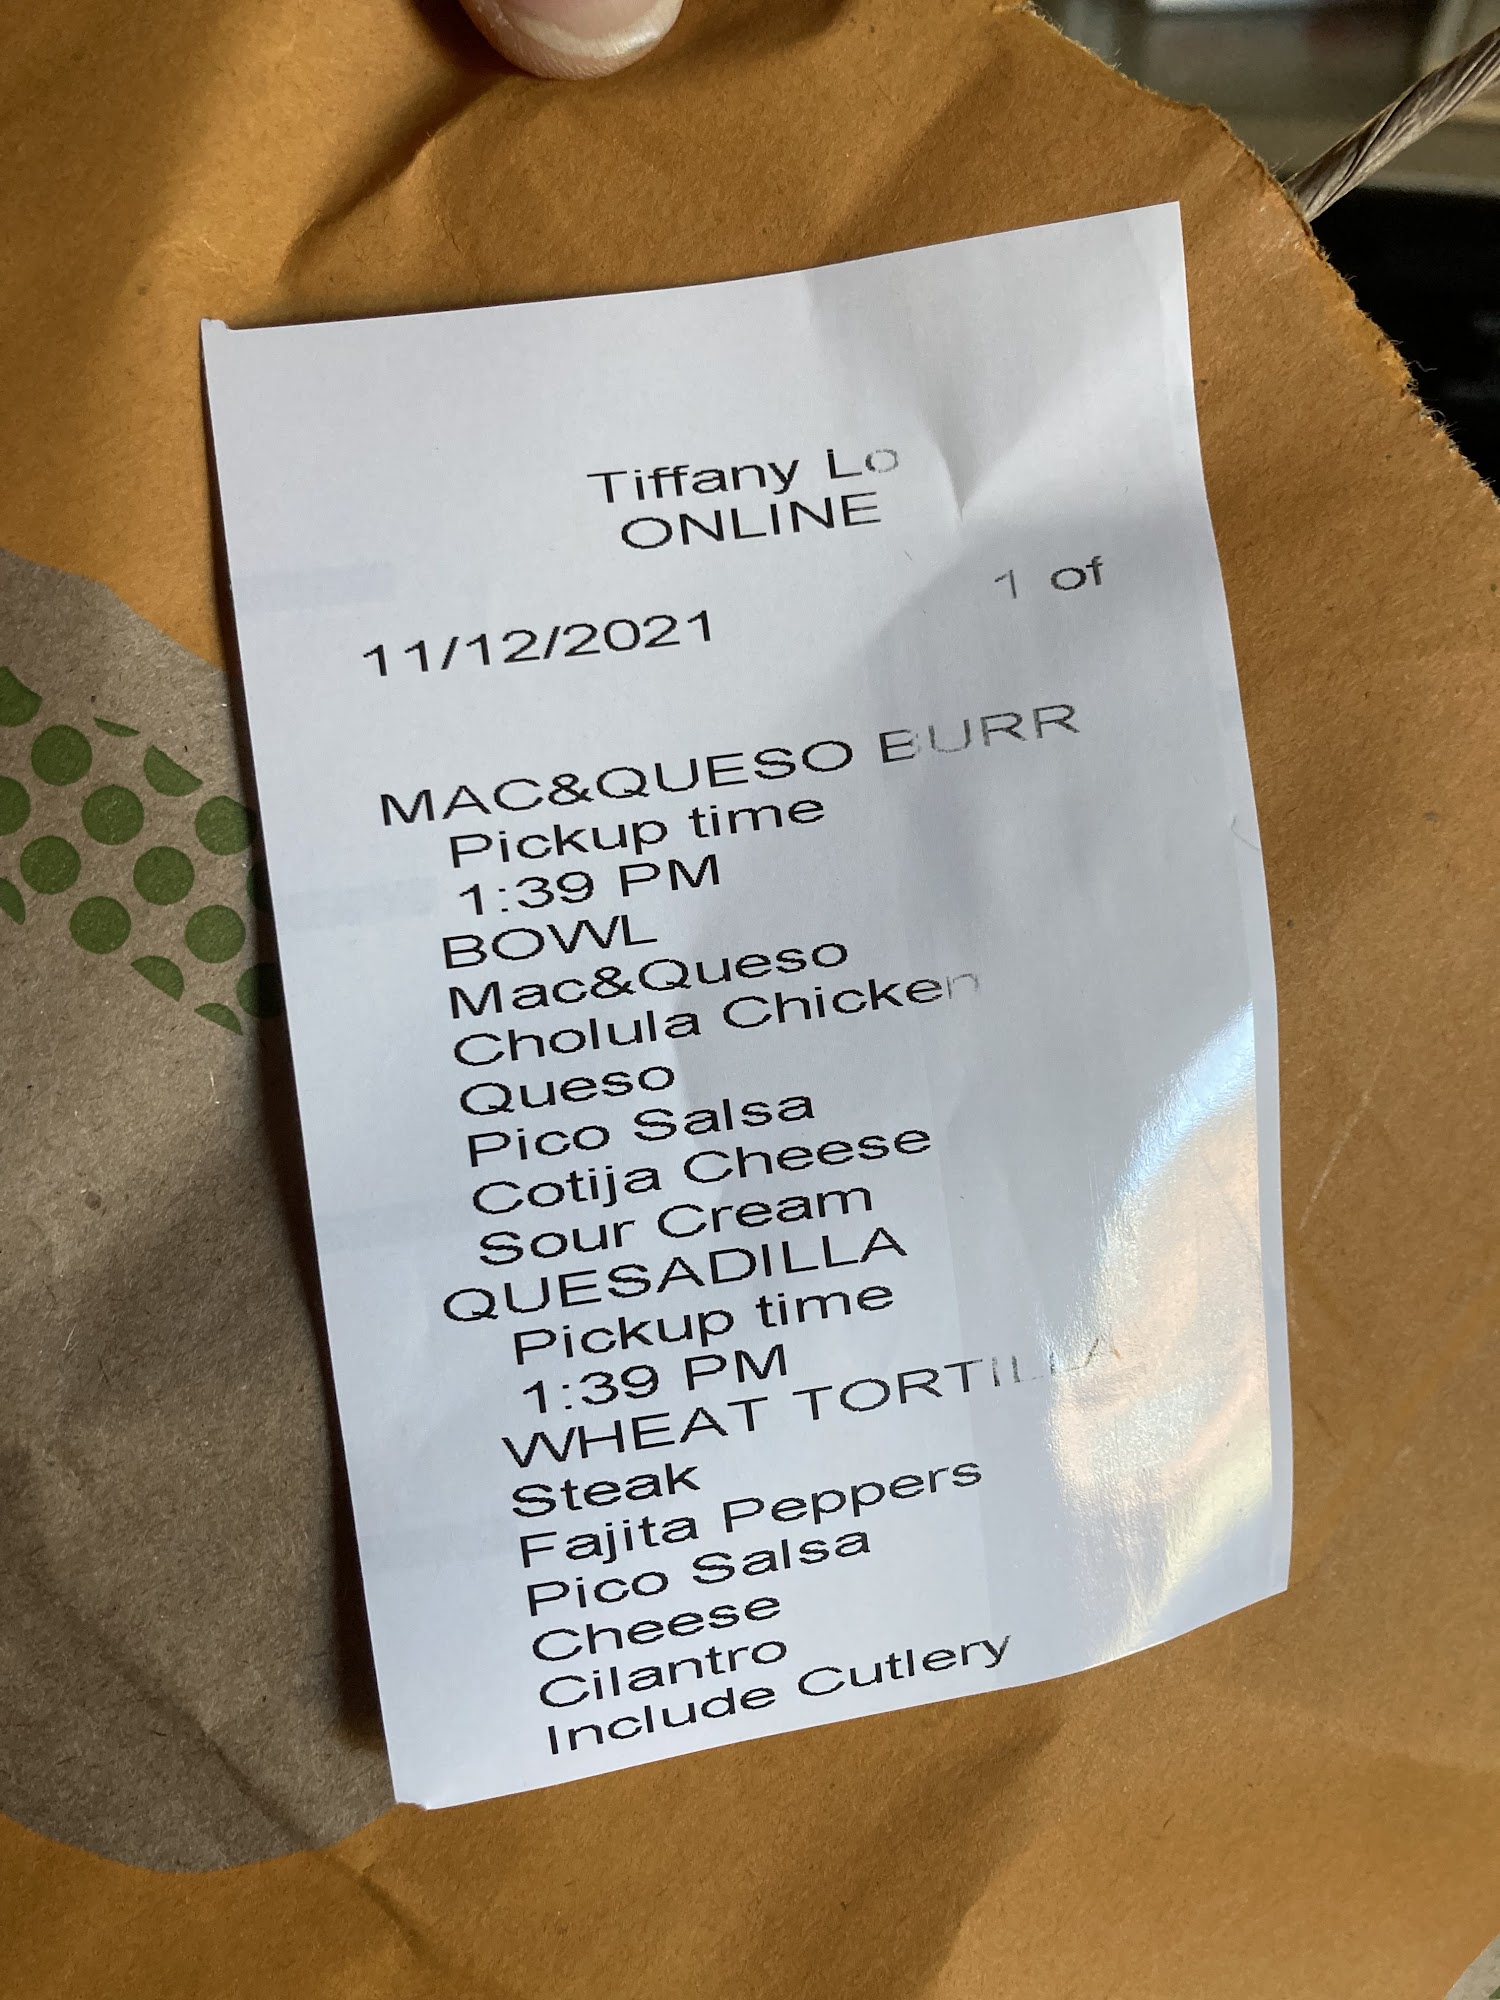 Tiffany Lo
ONLINE
1 of
11/12/2021
MAC&QUESO BURR
Pickup time
1:39 PM
BOWL
Mac&Queso
Cholula Chicken
Queso
Pico Salsa
Cotija Cheese
Sour Cream
QUESADILLA
Pickup time
1:39 PM
WHEAT TORTILLA
Steak
Fajita Peppers
Pico Salsa
Cheese
Cilantro
Include Cutlery